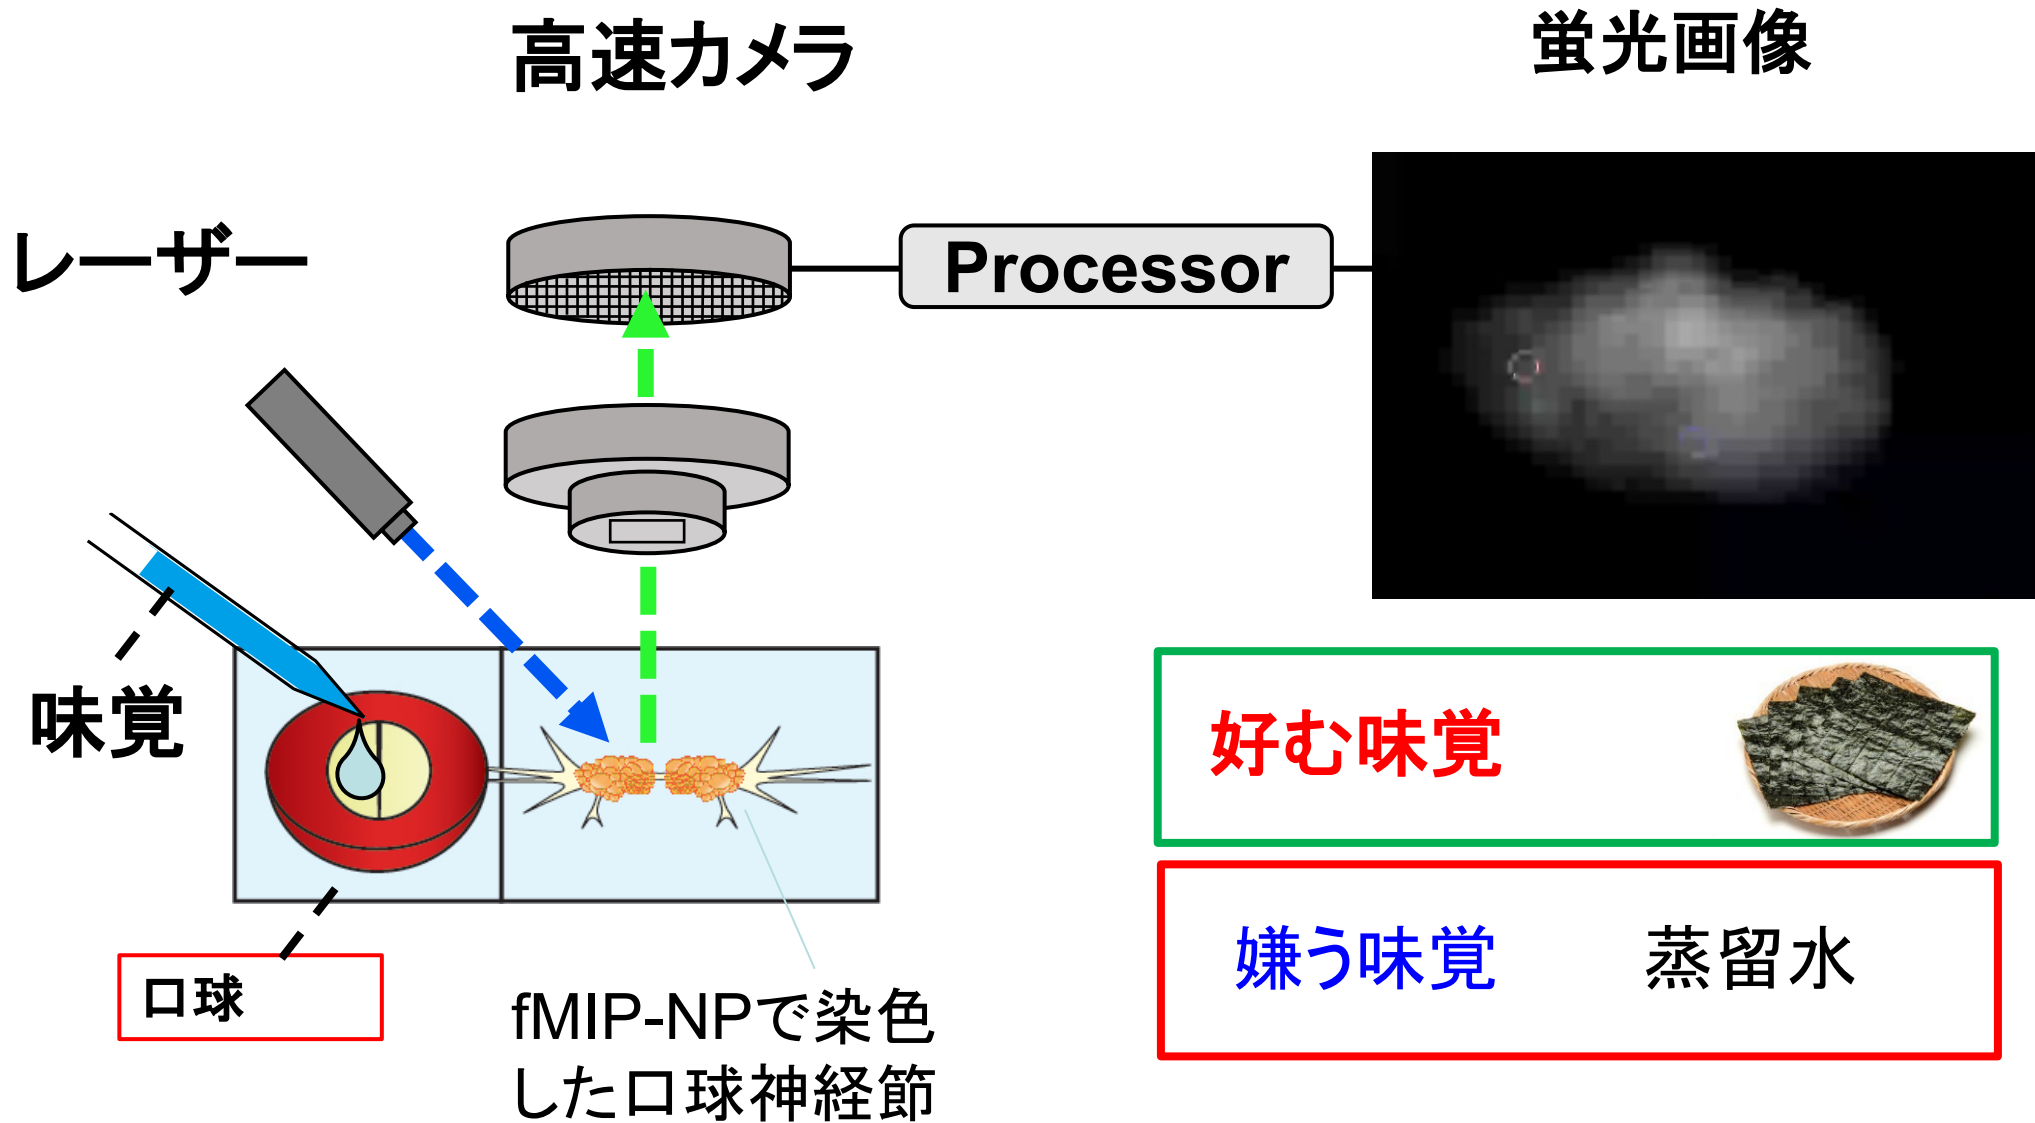 高速カメラ
蛍光画像
レーザー
Processor
味覚
好む味覚
嫌う味覚
蒸留水
口球
fMIP-NPで染色
した口球神経節